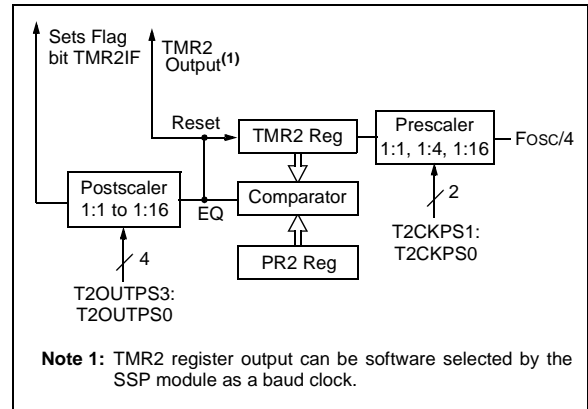 Sets Flag
bit TMR2IF
TMR2
Output(1)
Reset
TMR2 Reg
Prescaler
1:1, 1:4, 1:16
FOSC/4
Postscaler
1:1 to 1:16
EQ
Comparator
2
T2CKPS1:
T2CKPS0
4
PR2 Reg
T2OUTPS3:
T2OUTPS0
Note 1: TMR2 register output can be software selected by the
SSP module as a baud clock.